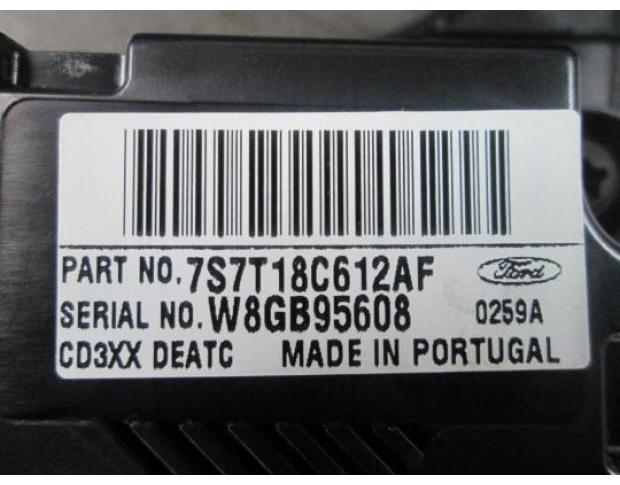 PART NO. 7S7T18C612AF Ford
SERIAL NO. W8GB95608 0259A
CD3XX DEATC MADE IN PORTUGAL